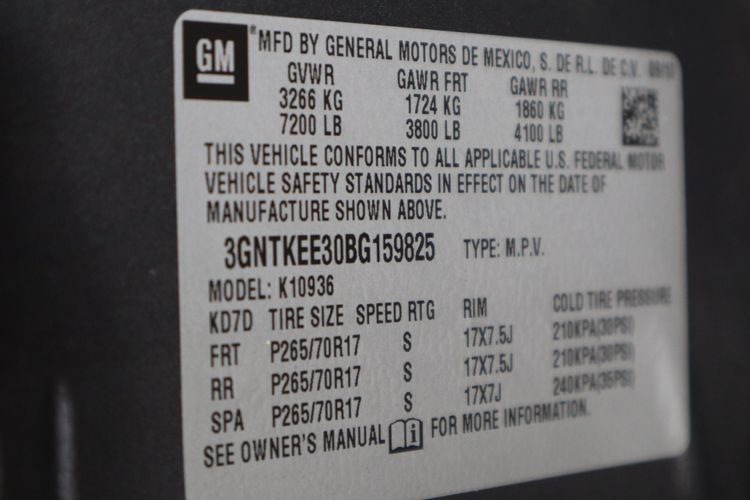 GM
MFD BY GENERAL MOTORS DE MEXICO, S. DE R.L. DE C.V. 09/10
GVWR GAWR FRT GAWR RR
3266 KG 1724 KG 1860 KG
7200 LB 3800 LB 4100 LB
THIS VEHICLE CONFORMS TO ALL APPLICABLE U.S. FEDERAL MOTOR
VEHICLE SAFETY STANDARDS IN EFFECT ON THE DATE OF
MANUFACTURE SHOWN ABOVE.
3GNTKEE30BG159825 TYPE: M.P.V.
MODEL: K10936
KD7D TIRE SIZE SPEED RTG RIM COLD TIRE PRESSURE
FRT P265/70R17 S 17X7.5J 210KPA(30PSI)
RR P265/70R17 S 17X7.5J 210KPA(30PSI)
SPA P265/70R17 S 17X7J 240KPA(35PSI)
SEE OWNER'S MANUAL i FOR MORE INFORMATION.